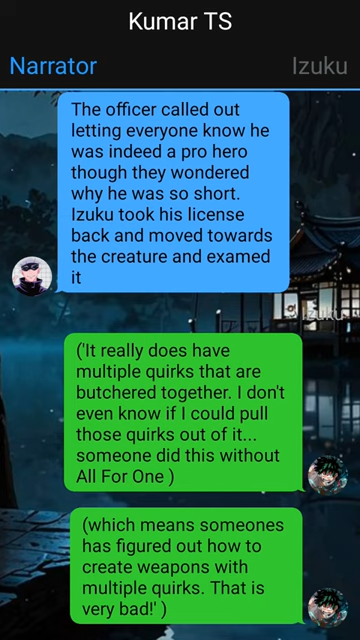 Kumar TS
Narrator
Izuku
The officer called out
letting everyone know he
was indeed a pro hero
though they wondered
why he was so short.
Izuku took his license
back and moved towards
the creature and examed
it
Izuku
('It really does have
multiple quirks that are
butchered together. I don't
even know if I could pull
those quirks out of it...
someone did this without
All For One )
(which means someones
has figured out how to
create weapons with
multiple quirks. That is
very bad!' )